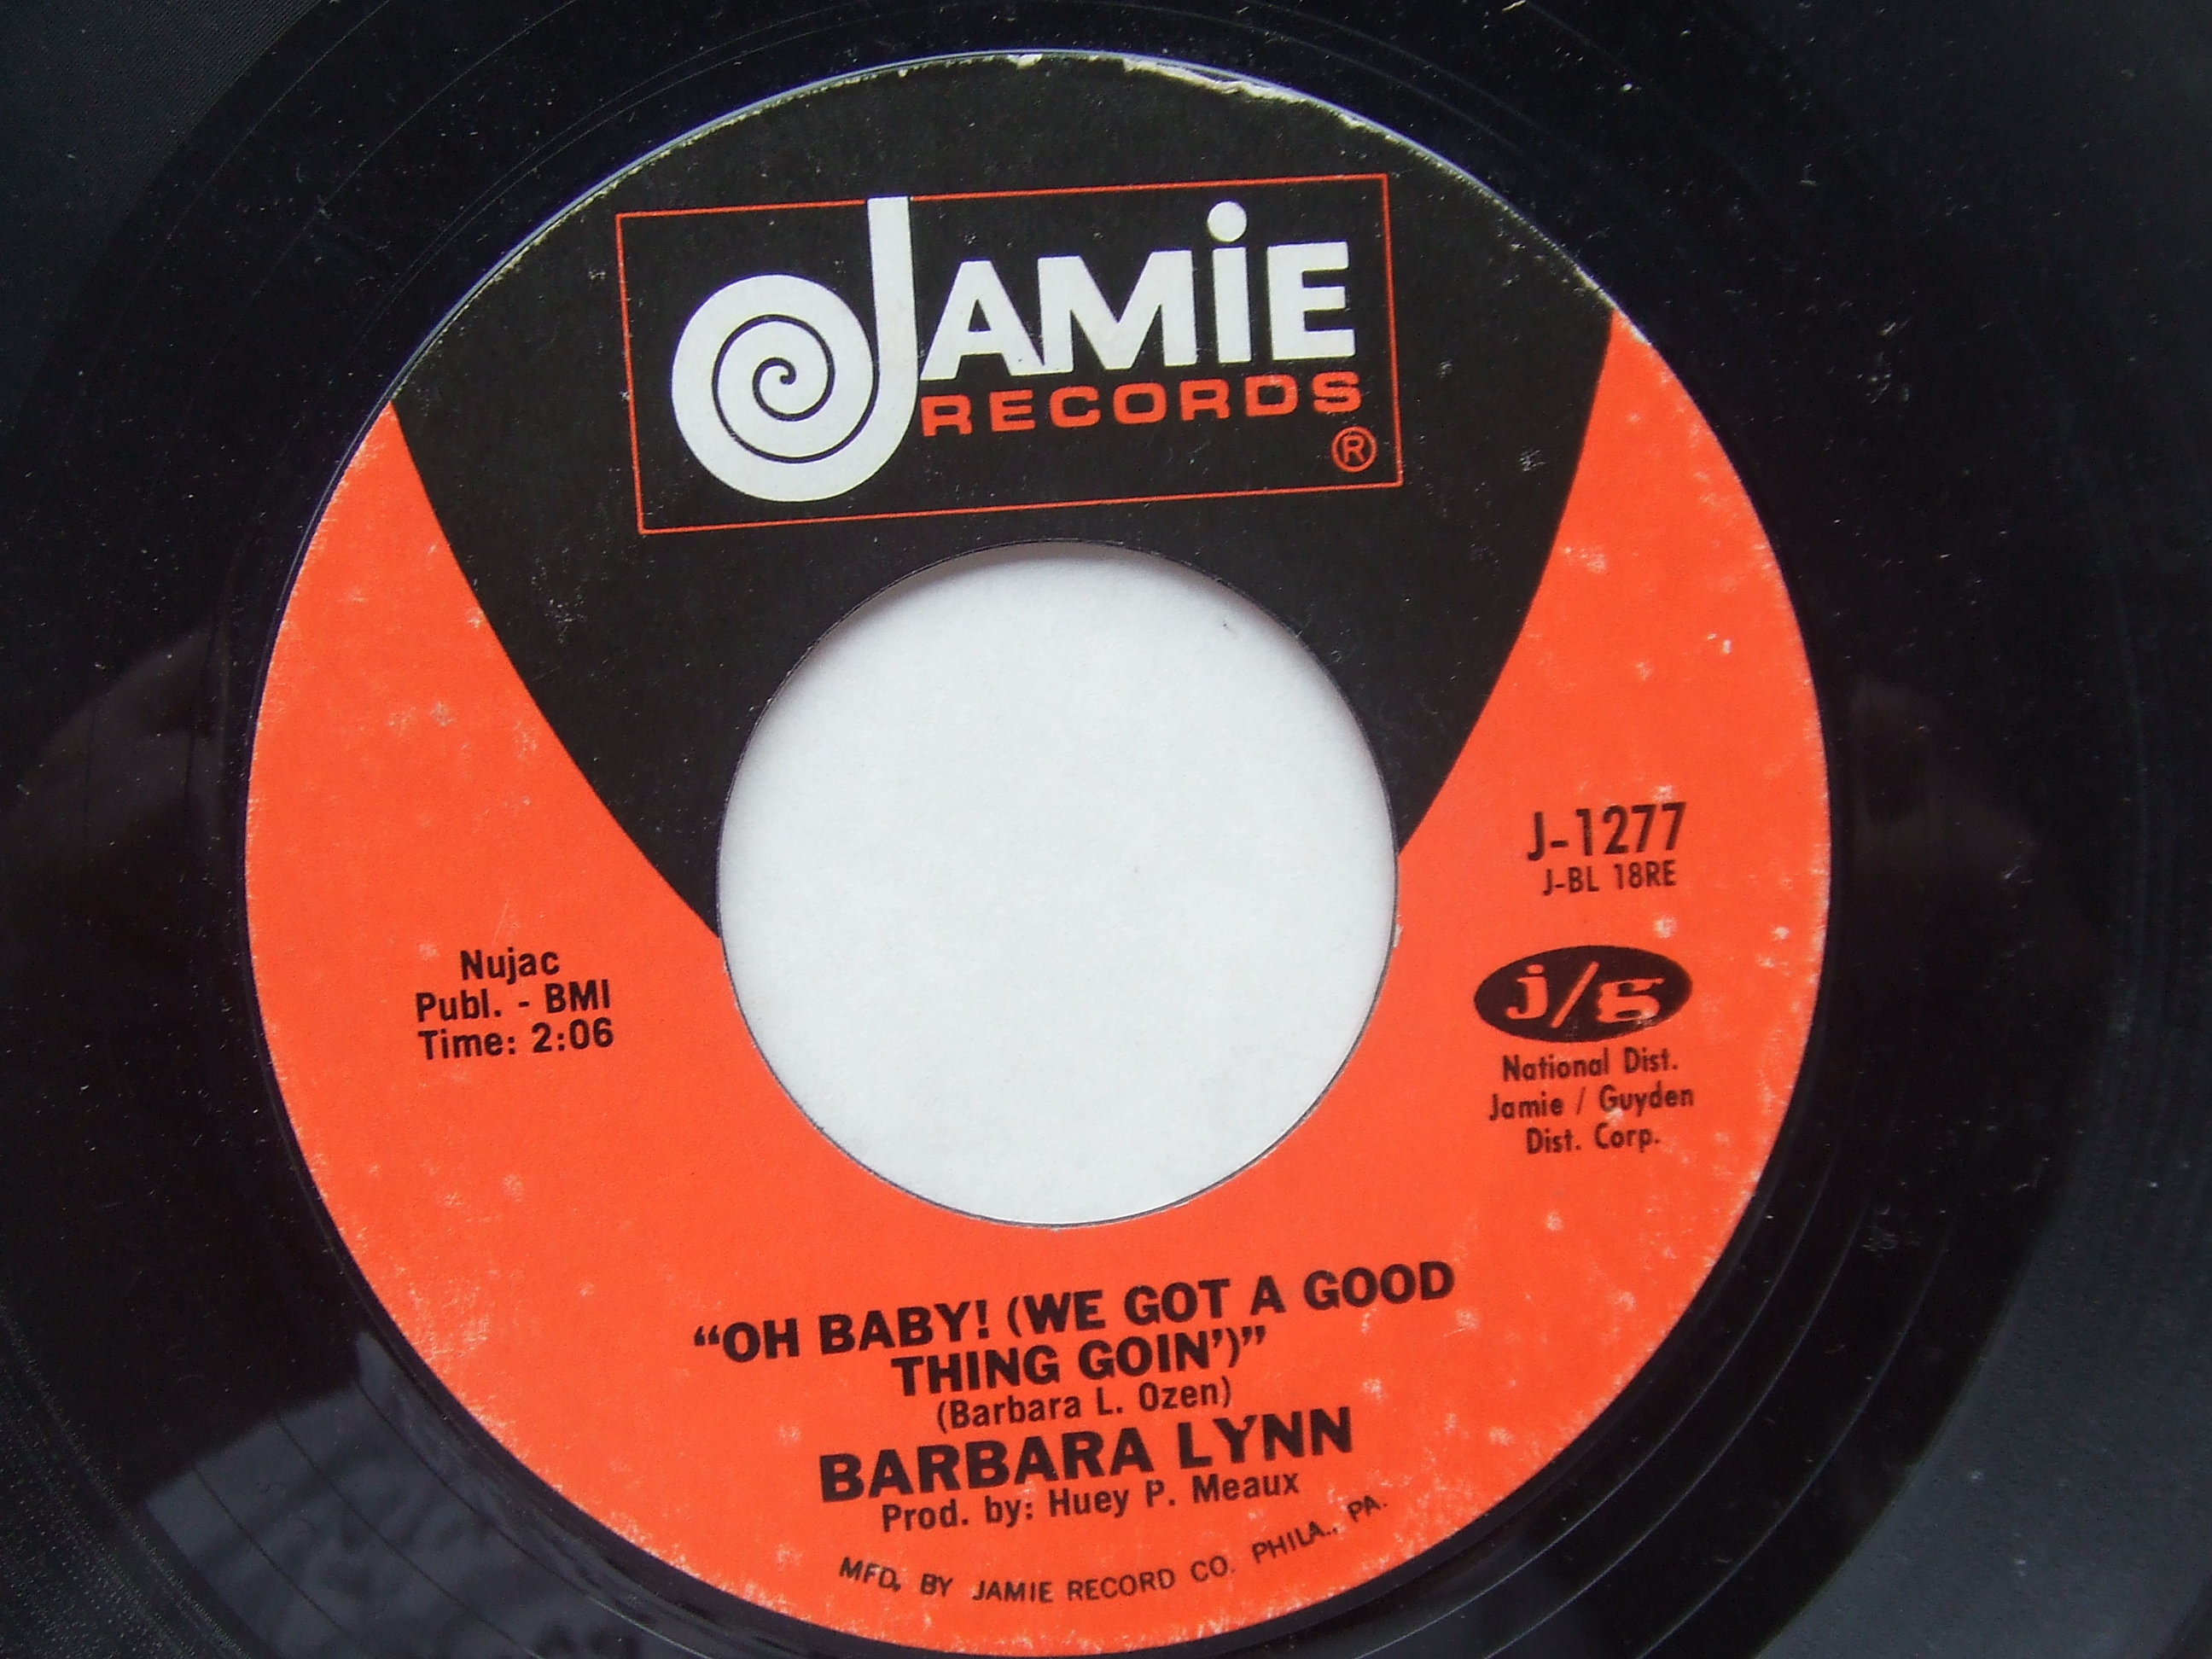 JAMiE
RECORDS
®
J-1277
J-BL 18RE
Nujac
Publ. - BMI
Time: 2:06
j/g
National Dist.
Jamie / Guyden
Dist. Corp.
“OH BABY! (WE GOT A GOOD
THING GOIN’)”
(Barbara L. Ozen)
BARBARA LYNN
Prod. by: Huey P. Meaux
MFD. BY JAMIE RECORD CO. PHILA., PA.